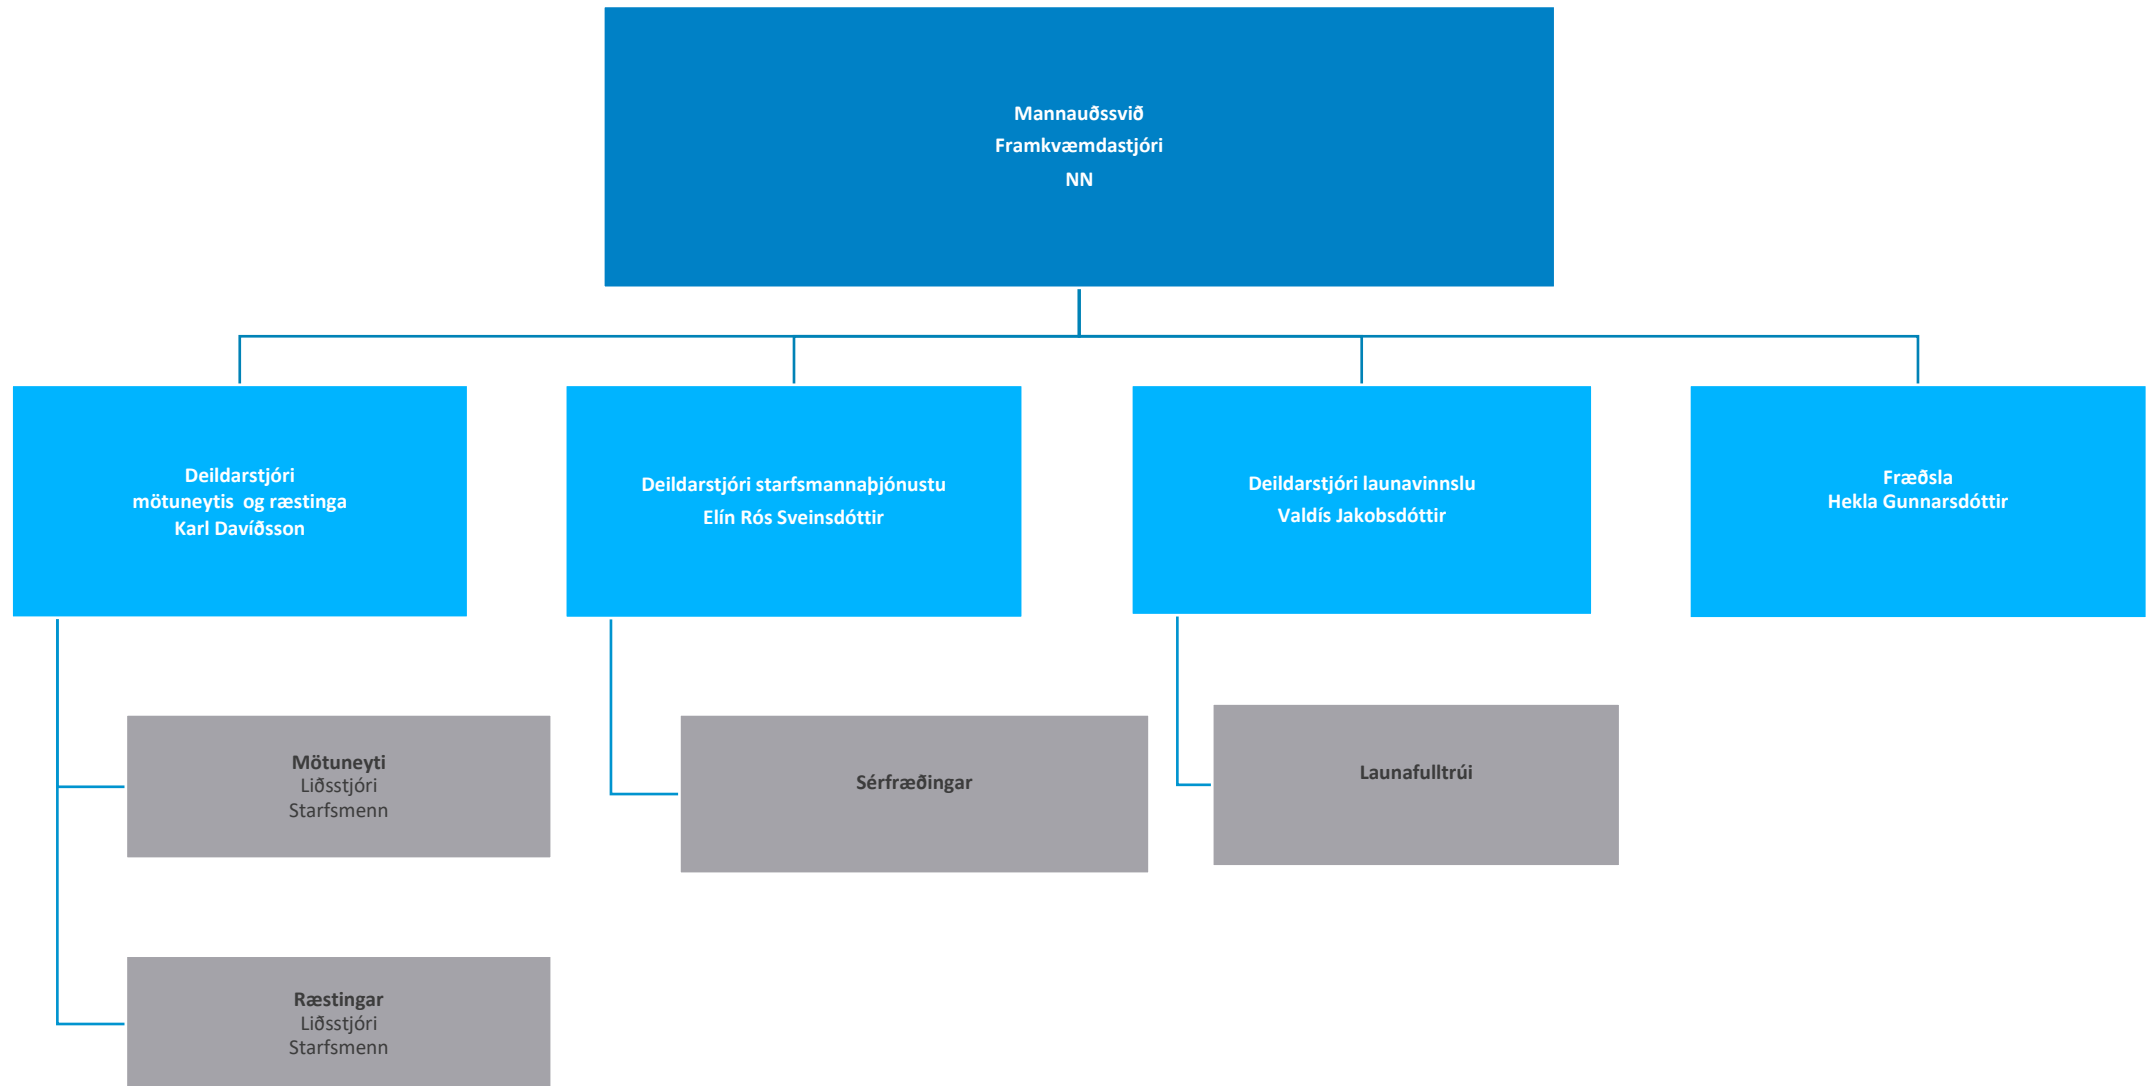 Mannauðssvið
Framkvæmdastjóri
NN
Deildarstjóri
mötuneytis  og ræstinga
Karl Davíðsson
Deildarstjóri starfsmannaþjónustu
Elín Rós Sveinsdóttir
Deildarstjóri launavinnslu
Valdís Jakobsdóttir
Fræðsla
Hekla Gunnarsdóttir
Mötuneyti
Liðsstjóri
Starfsmenn
Sérfræðingar
Launafulltrúi
Ræstingar
Liðsstjóri
Starfsmenn